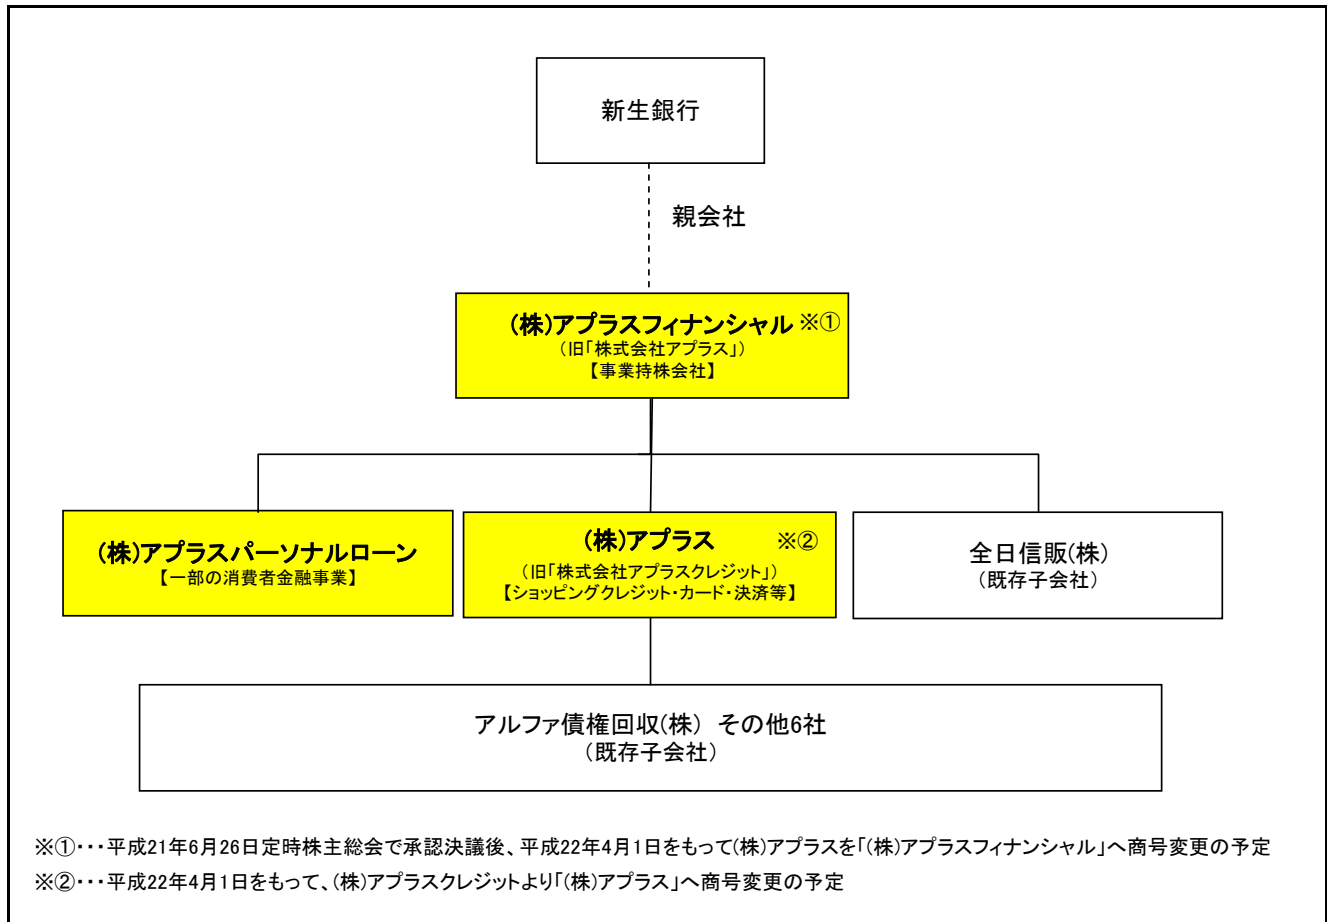 新生銀行
親会社
(株)アプラスフィナンシャル ※①
(旧「株式会社アプラス」)
【事業持株会社】
(株)アプラスパーソナルローン
【一部の消費者金融事業】
(株)アプラス ※②
(旧「株式会社アプラスクレジット」)
【ショッピングクレジット・カード・決済等】
全日信販(株)
(既存子会社)
アルファ債権回収(株) その他6社
(既存子会社)
※①・・・平成21年6月26日定時株主総会で承認決議後、平成22年4月1日をもって(株)アプラスを「(株)アプラスフィナンシャル」へ商号変更の予定
※②・・・平成22年4月1日をもって、(株)アプラスクレジットより「(株)アプラス」へ商号変更の予定